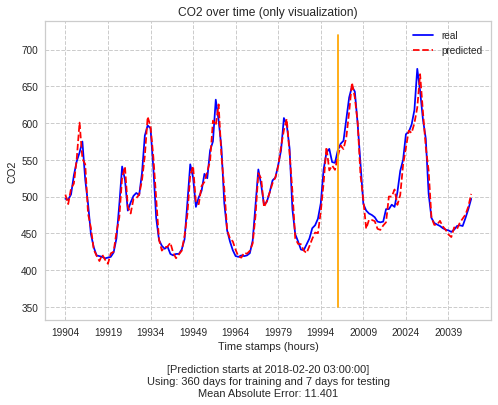 CO2 over time (only visualization)
real
predicted
700
650
600
550
500
450
400
350
CO2
19904 19919 19934 19949 19964 19979 19994 20009 20024 20039
Time stamps (hours)
[Prediction starts at 2018-02-20 03:00:00]
Using: 360 days for training and 7 days for testing
Mean Absolute Error: 11.401